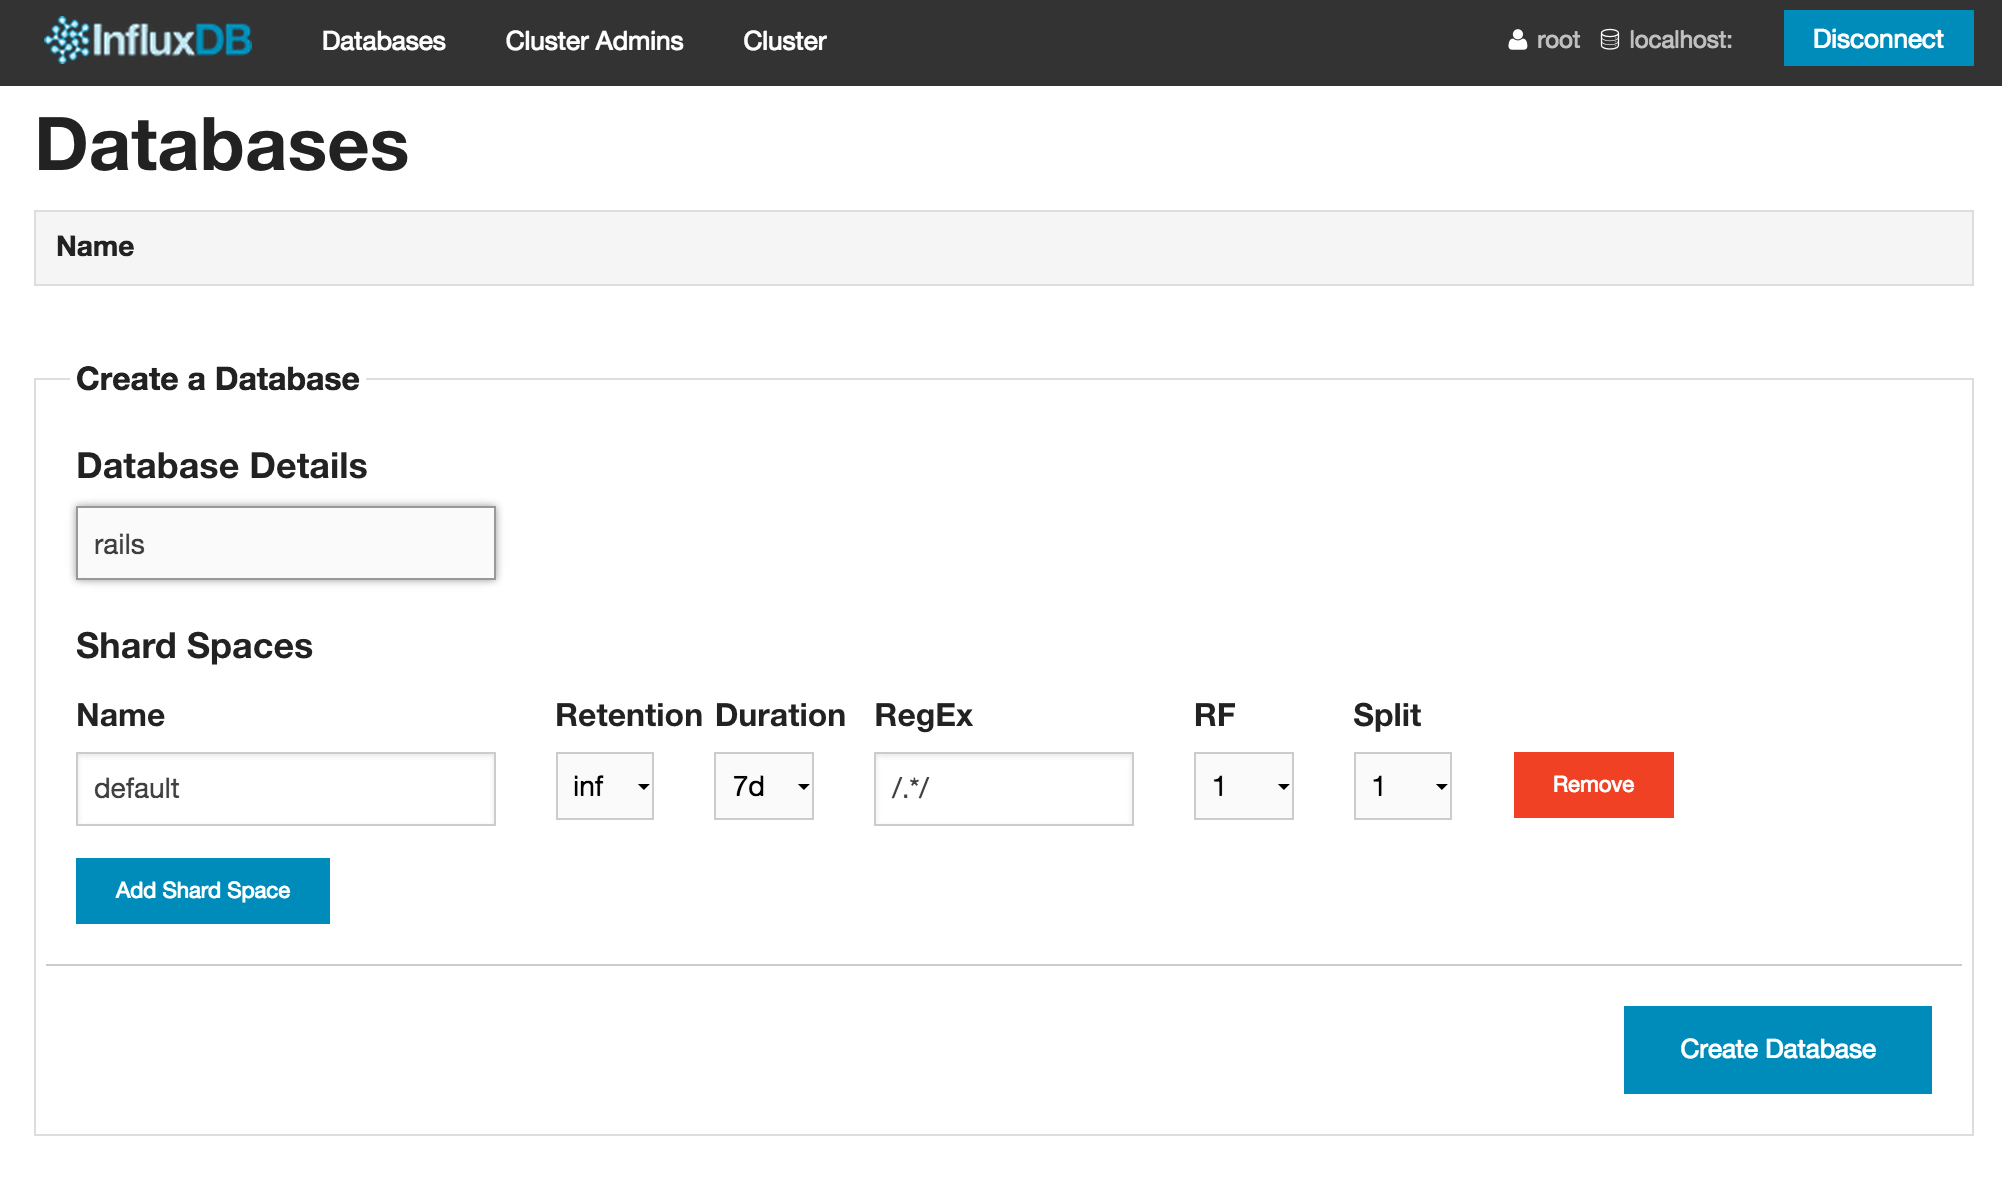 InfluxDB Databases Cluster Admins Cluster root localhost: Disconnect
Databases
Name
Create a Database
Database Details
rails
Shard Spaces
Name Retention Duration RegEx RF Split
default inf 7d /.*/ 1 1 Remove
Add Shard Space
Create Database